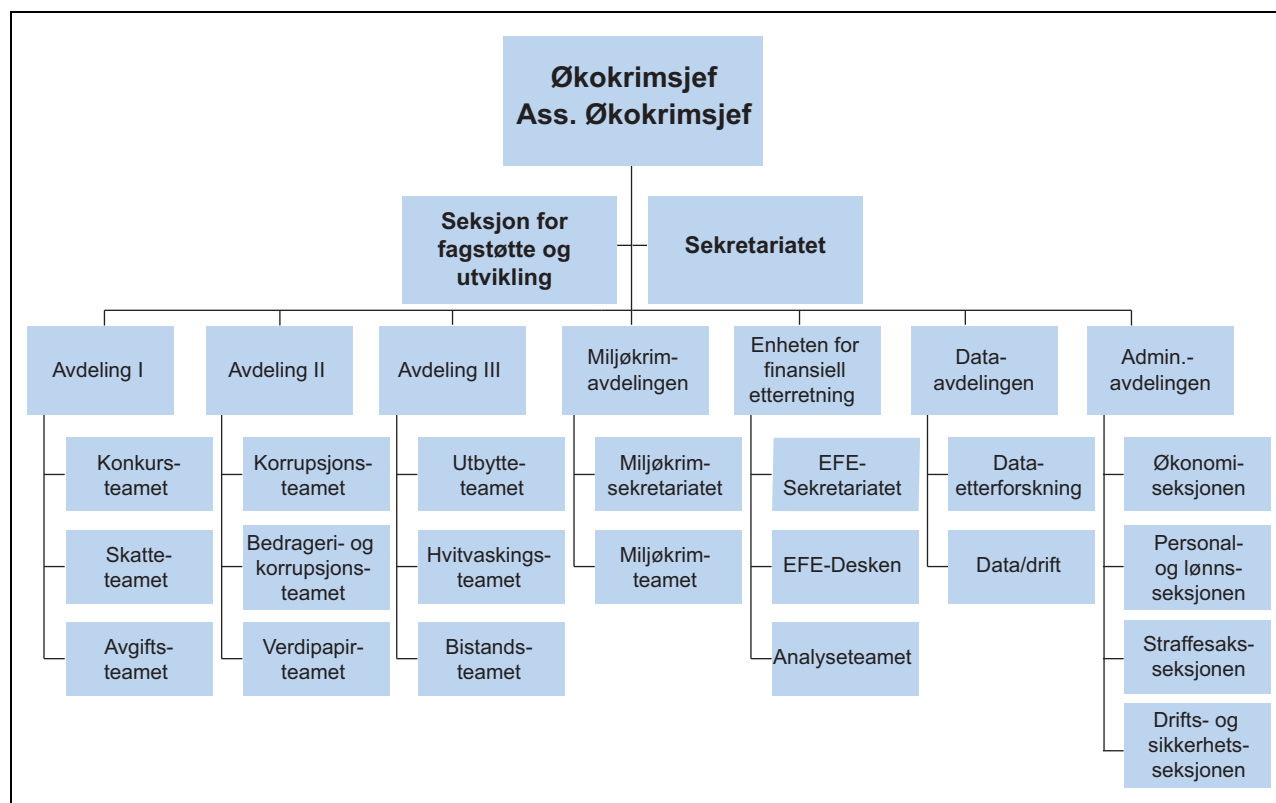 Økokrimsjef
Ass. Økokrimsjef
Seksjon for
fagstøtte og
utvikling
Sekretariatet
Avdeling I
Avdeling II
Avdeling III
Miljøkrim-
avdelingen
Enheten for
finansiell
etterretning
Data-
avdelingen
Admin.-
avdelingen
Konkurs-
teamet
Korrupsjons-
teamet
Utbytte-
teamet
Miljøkrim-
sekretariatet
EFE-
Sekretariatet
Data-
etterforskning
Økonomi-
seksjonen
Skatte-
teamet
Bedrageri- og
korrupsjons-
teamet
Hvitvaskings-
teamet
Miljøkrim-
teamet
EFE-Desken
Data/drift
Personal-
og lønns-
seksjonen
Avgifts-
teamet
Verdipapir-
teamet
Bistands-
teamet
Analyseteamet
Straffesaks-
seksjonen
Drifts- og
sikkerhets-
seksjonen